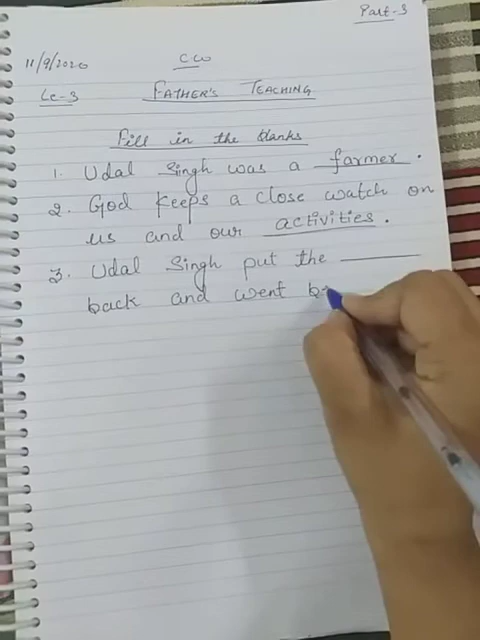 Part-3
11/9/2020
CW
Lc-3 FATHER'S TEACHING
Fill in the blanks
1. Udal Singh was a farmer.
2. God keeps a close watch on
us and our activities.
3. Udal Singh put the ______
back and went